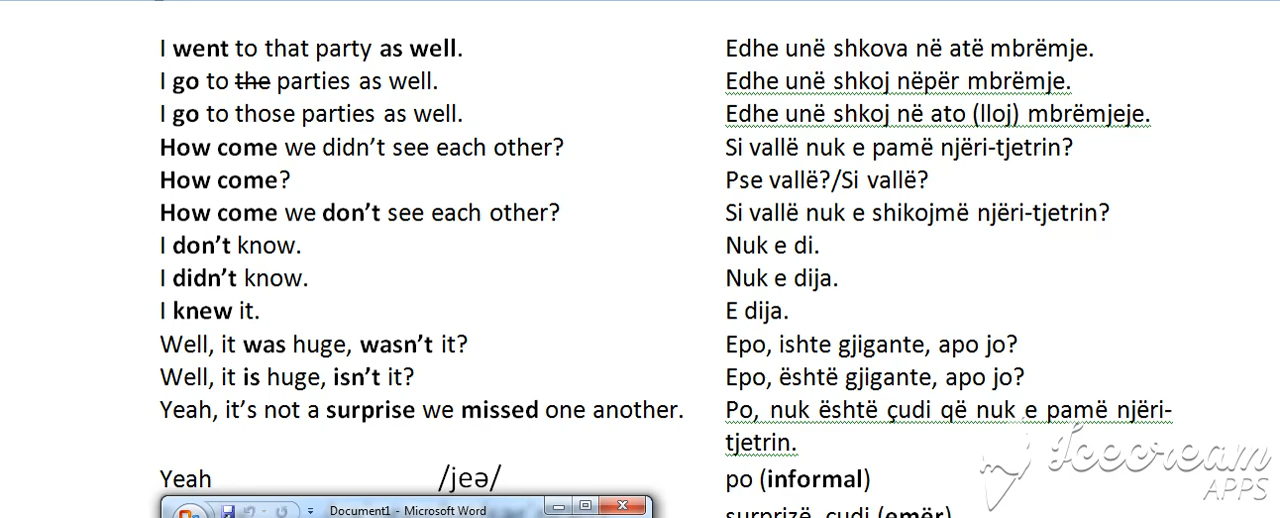 I went to that party as well. Edhe unë shkova në atë mbrëmje.
I go to the parties as well. Edhe unë shkoj nëpër mbrëmje.
I go to those parties as well. Edhe unë shkoj në ato (lloj) mbrëmjeje.
How come we didn’t see each other? Si vallë nuk e pamë njëri-tjetrin?
How come? Pse vallë?/Si vallë?
How come we don’t see each other? Si vallë nuk e shikojmë njëri-tjetrin?
I don’t know. Nuk e di.
I didn’t know. Nuk e dija.
I knew it. E dija.
Well, it was huge, wasn’t it? Epo, ishte gjigante, apo jo?
Well, it is huge, isn’t it? Epo, është gjigante, apo jo?
Yeah, it’s not a surprise we missed one another. Po, nuk është çudi që nuk e pamë njëri-
tjetrin.
Yeah /jeə/ po (informal)
Document1 - Microsoft Word
surprizë, çudi (emër)
Icecream
APPS